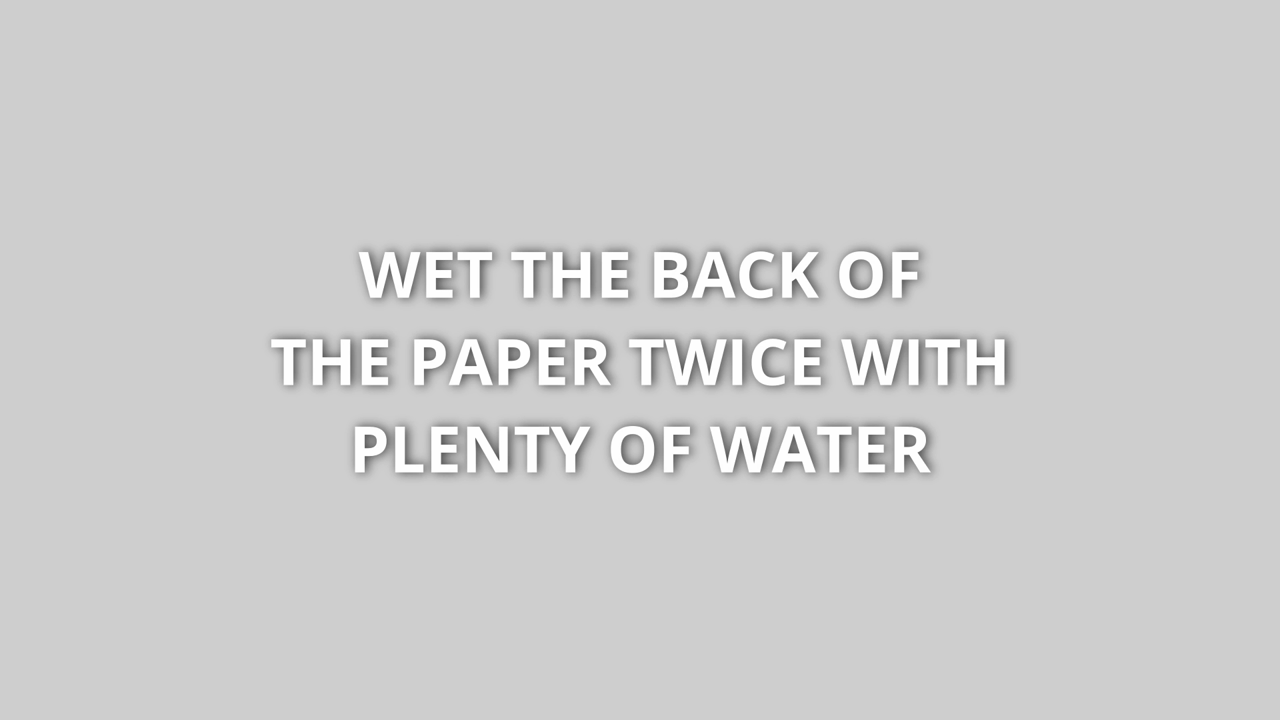 WET THE BACK OF
THE PAPER TWICE WITH
PLENTY OF WATER